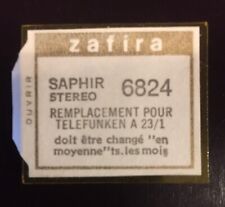 zafira
OUVRIR
SAPHIR 6824
STEREO
REMPLACEMENT POUR
TELEFUNKEN A 23/1
doit être changé "en
moyenne" ts. les mois